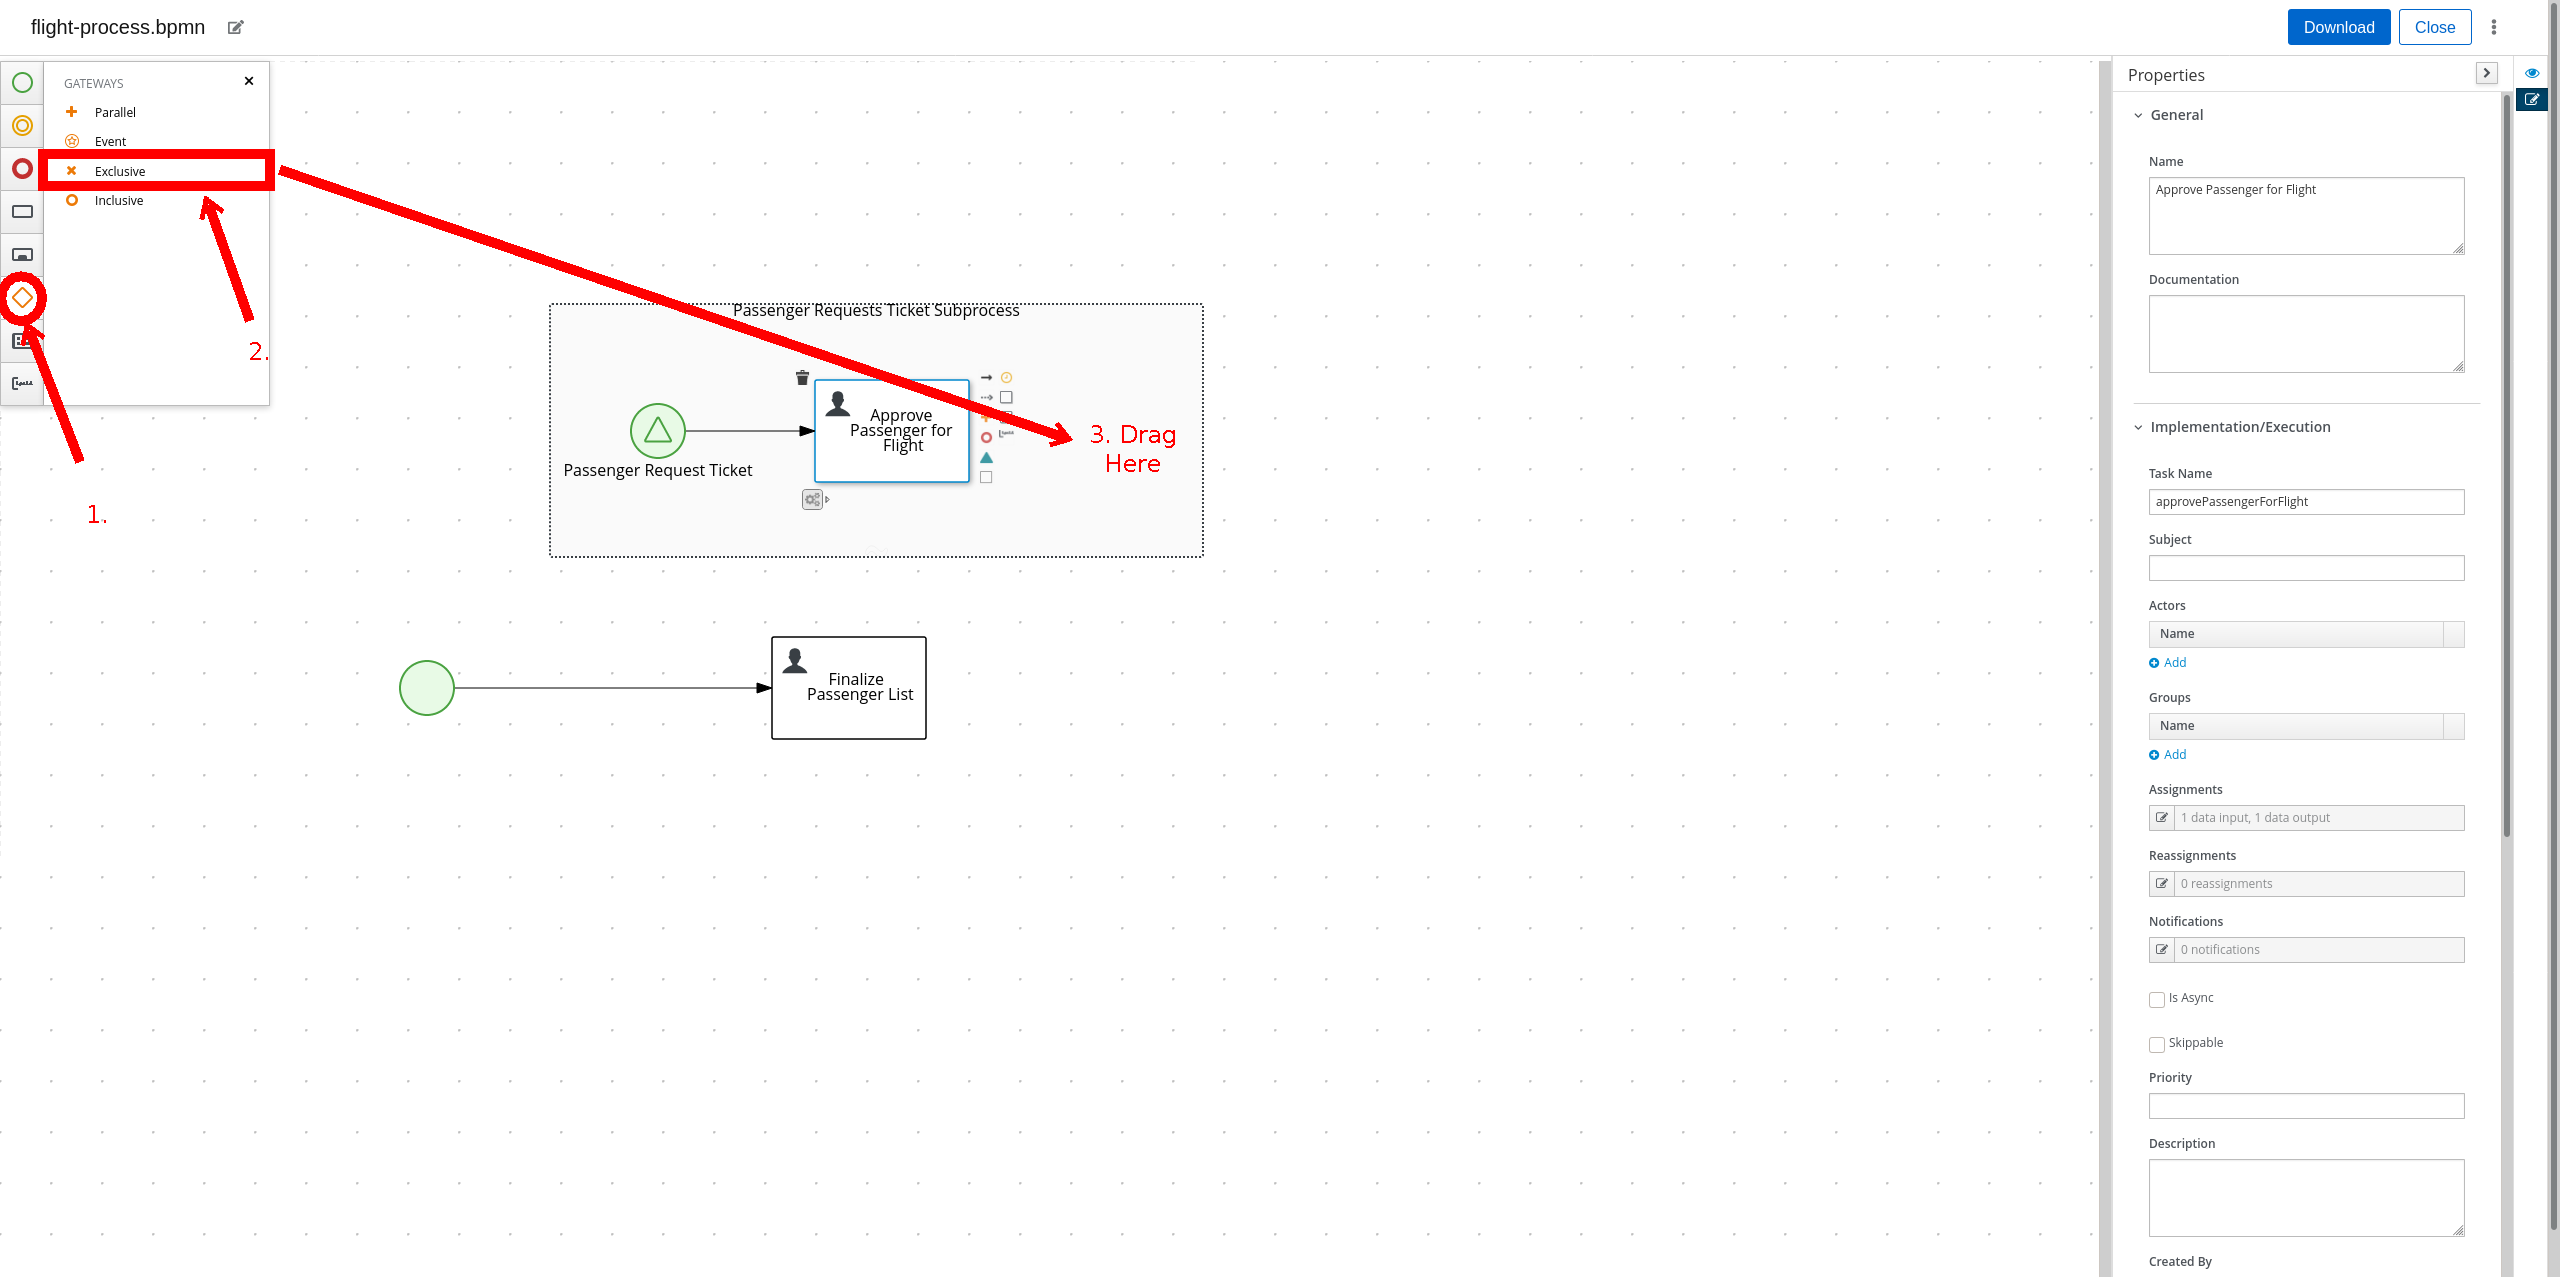 flight-process.bpmn
Download
Close
GATEWAYS
Parallel
Event
Exclusive
Inclusive
2.
1.
Passenger Requests Ticket Subprocess
Passenger Request Ticket
Approve
Passenger for
Flight
3. Drag
Here
Finalize
Passenger List
Properties
General
Name
Approve Passenger for Flight
Documentation
Implementation/Execution
Task Name
approvePassengerForFlight
Subject
Actors
Name
Add
Groups
Name
Add
Assignments
1 data input, 1 data output
Reassignments
0 reassignments
Notifications
0 notifications
Is Async
Skippable
Priority
Description
Created By